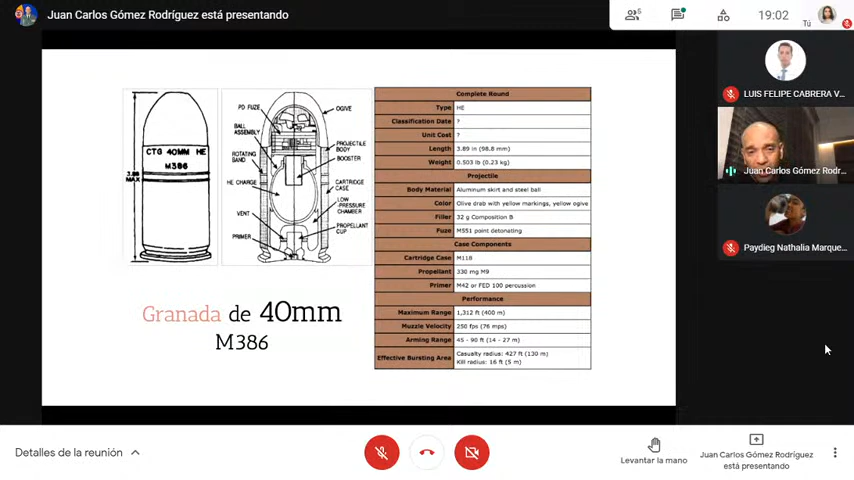 Juan Carlos Gómez Rodríguez está presentando
5
19:02
Tú
PD FUZE
BALL ASSEMBLY
ROTATING BAND
HE CHARGE
VENT
PRIMER
OGIVE
PROJECTILE BODY
BOOSTER
CARTRIDGE CASE
LOW-PRESSURE CHAMBER
PROPELLANT CUP
CTG 40MM HE
M386
MAX
Granada de 40mm
M386
Complete Round
Type HE
Classification Date ?
Unit Cost ?
Length 3.89 in (98.8 mm)
Weight 0.503 lb (0.23 kg)
Projectile
Body Material Aluminum skirt and steel ball
Color Olive drab with yellow markings, yellow ogive
Filler 32 g Composition B
Fuze M551 point detonating
Case Components
Cartridge Case M118
Propellant 330 mg M9
Primer M42 or FED 100 percussion
Performance
Maximum Range 1,312 ft (400 m)
Muzzle Velocity 250 fps (76 mps)
Arming Range 45 - 90 ft (14 - 27 m)
Effective Bursting Area Casualty radius: 427 ft (130 m)
Kill radius: 16 ft (5 m)
LUIS FELIPE CABRERA V...
Juan Carlos Gómez Rodr...
Paydieg Nathalia Marque...
Detalles de la reunión
Levantar la mano
Juan Carlos Gómez Rodríguez
está presentando